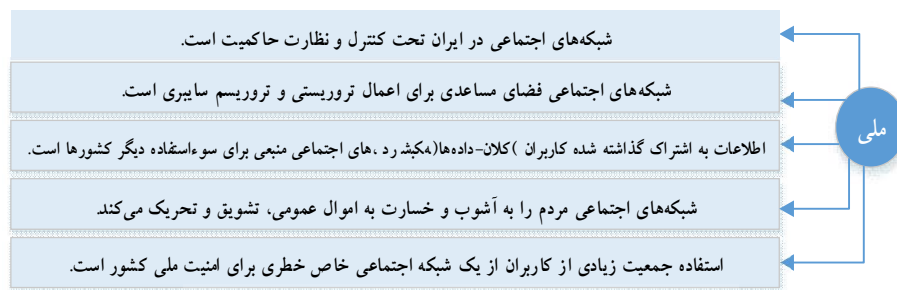 شبکه‌های اجتماعی در ایران تحت کنترل و نظارت حاکمیت است.
شبکه‌های اجتماعی فضای مساعدی برای اعمال تروریستی و تروریسم سایبری است.
ملی
اطلاعات به اشتراک گذاشته شده کاربران )کلان-داده‌ها(ﻪﮑﺒﺷ رد ،های اجتماعی منبعی برای سوءاستفاده دیگر کشورها است.
شبکه‌های اجتماعی مردم را به آشوب و خسارت به اموال عمومی، تشویق و تحریک می‌کند.
استفاده جمعیت زیادی از کاربران از یک شبکه اجتماعی خاص خطری برای امنیت ملی کشور است.